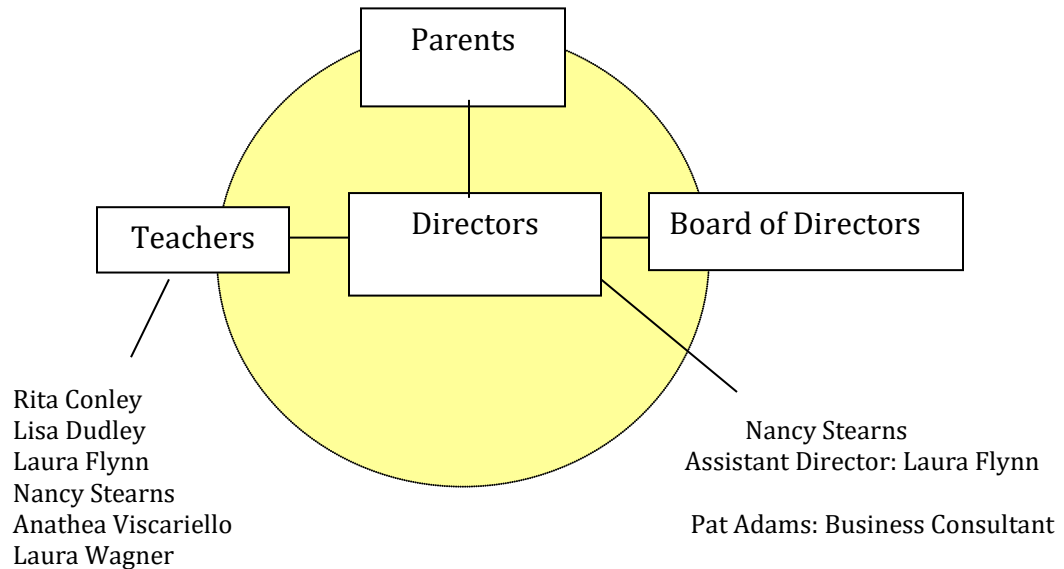 Parents
Teachers
Directors
Board of Directors
Rita Conley
Lisa Dudley
Laura Flynn
Nancy Stearns
Anathea Viscariello
Laura Wagner
Nancy Stearns
Assistant Director: Laura Flynn
Pat Adams: Business Consultant